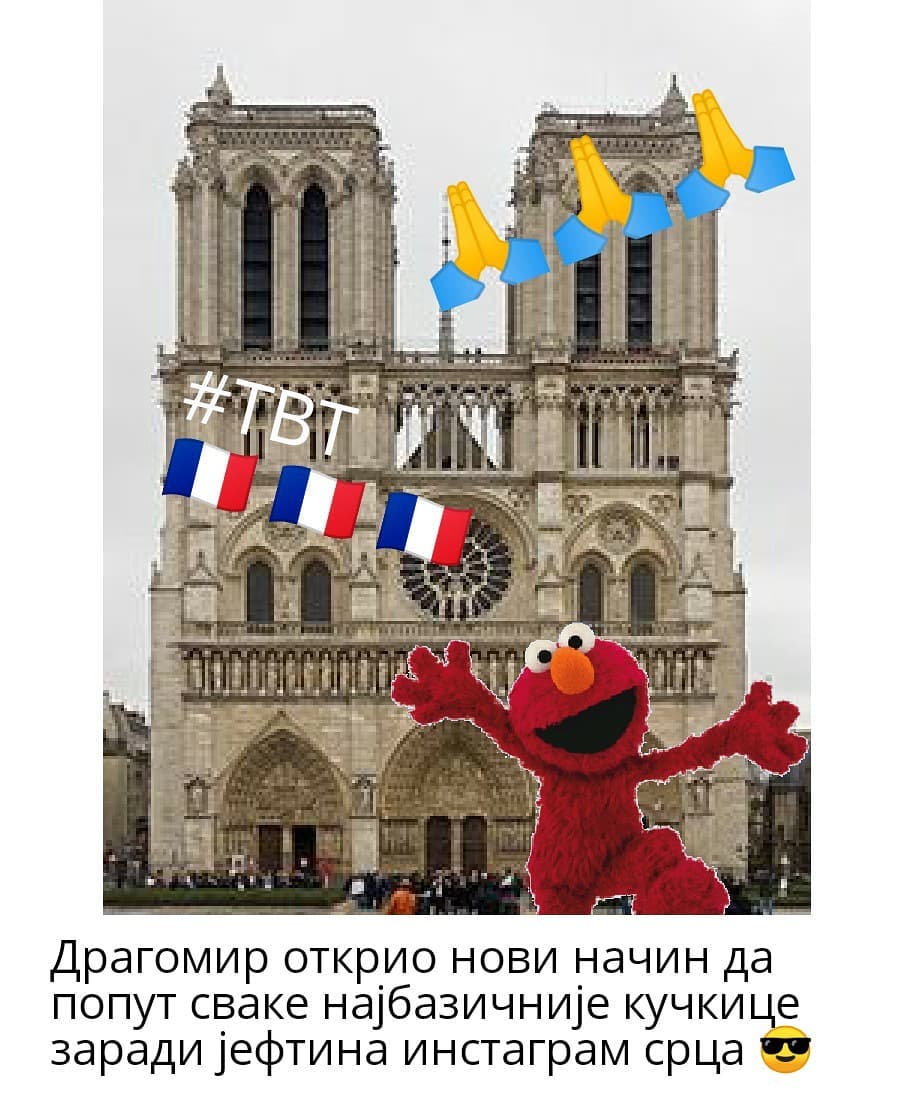 #TBT
Драгомир открио нови начин да
попут сваке најбазичније кучкице
заради јефтина инстаграм срца 😎